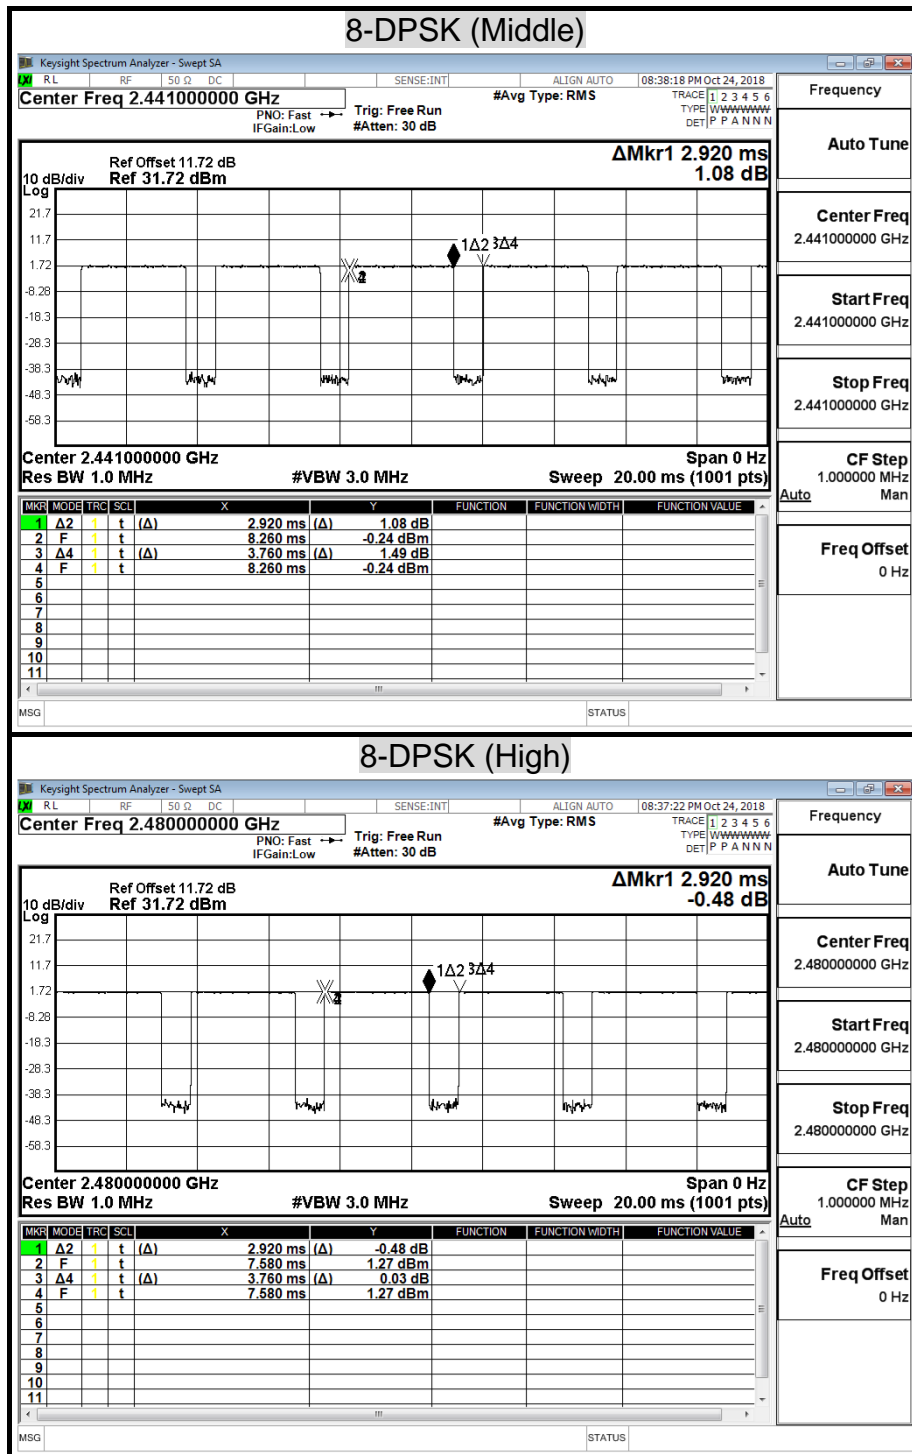 8-DPSK (Middle)
Keysight Spectrum Analyzer - Swept SA
LXI RL RF 50 Ω DC SENSE:INT ALIGN AUTO 08:38:18 PM Oct 24, 2018
Center Freq 2.441000000 GHz #Avg Type: RMS TRACE 1 2 3 4 5 6
PNO: Fast Trig: Free Run TYPE WWWWWW
IFGain:Low #Atten: 30 dB DET P P A N N N
Frequency
Auto Tune
Center Freq
2.441000000 GHz
Start Freq
2.441000000 GHz
Stop Freq
2.441000000 GHz
CF Step
1.000000 MHz
Auto Man
Freq Offset
0 Hz
ΔMkr1 2.920 ms
1.08 dB
Ref Offset 11.72 dB
10 dB/div Ref 31.72 dBm
Log
21.7
11.7
1.72
-8.28
-18.3
-28.3
-38.3
-48.3
-58.3
1Δ2 3Δ4
Center 2.441000000 GHz Span 0 Hz
Res BW 1.0 MHz #VBW 3.0 MHz Sweep 20.00 ms (1001 pts)
MKR MODE TRC SCL X Y FUNCTION FUNCTION WIDTH FUNCTION VALUE
1 Δ2 1 t (Δ) 2.920 ms (Δ) 1.08 dB
2 F 1 t 8.260 ms -0.24 dBm
3 Δ4 1 t (Δ) 3.760 ms (Δ) 1.49 dB
4 F 1 t 8.260 ms -0.24 dBm
5
6
7
8
9
10
11
MSG STATUS
8-DPSK (High)
Keysight Spectrum Analyzer - Swept SA
LXI RL RF 50 Ω DC SENSE:INT ALIGN AUTO 08:37:22 PM Oct 24, 2018
Center Freq 2.480000000 GHz #Avg Type: RMS TRACE 1 2 3 4 5 6
PNO: Fast Trig: Free Run TYPE WWWWWW
IFGain:Low #Atten: 30 dB DET P P A N N N
Frequency
Auto Tune
Center Freq
2.480000000 GHz
Start Freq
2.480000000 GHz
Stop Freq
2.480000000 GHz
CF Step
1.000000 MHz
Auto Man
Freq Offset
0 Hz
ΔMkr1 2.920 ms
-0.48 dB
Ref Offset 11.72 dB
10 dB/div Ref 31.72 dBm
Log
21.7
11.7
1.72
-8.28
-18.3
-28.3
-38.3
-48.3
-58.3
1Δ2 3Δ4
Center 2.480000000 GHz Span 0 Hz
Res BW 1.0 MHz #VBW 3.0 MHz Sweep 20.00 ms (1001 pts)
MKR MODE TRC SCL X Y FUNCTION FUNCTION WIDTH FUNCTION VALUE
1 Δ2 1 t (Δ) 2.920 ms (Δ) -0.48 dB
2 F 1 t 7.580 ms 1.27 dBm
3 Δ4 1 t (Δ) 3.760 ms (Δ) 0.03 dB
4 F 1 t 7.580 ms 1.27 dBm
5
6
7
8
9
10
11
MSG STATUS